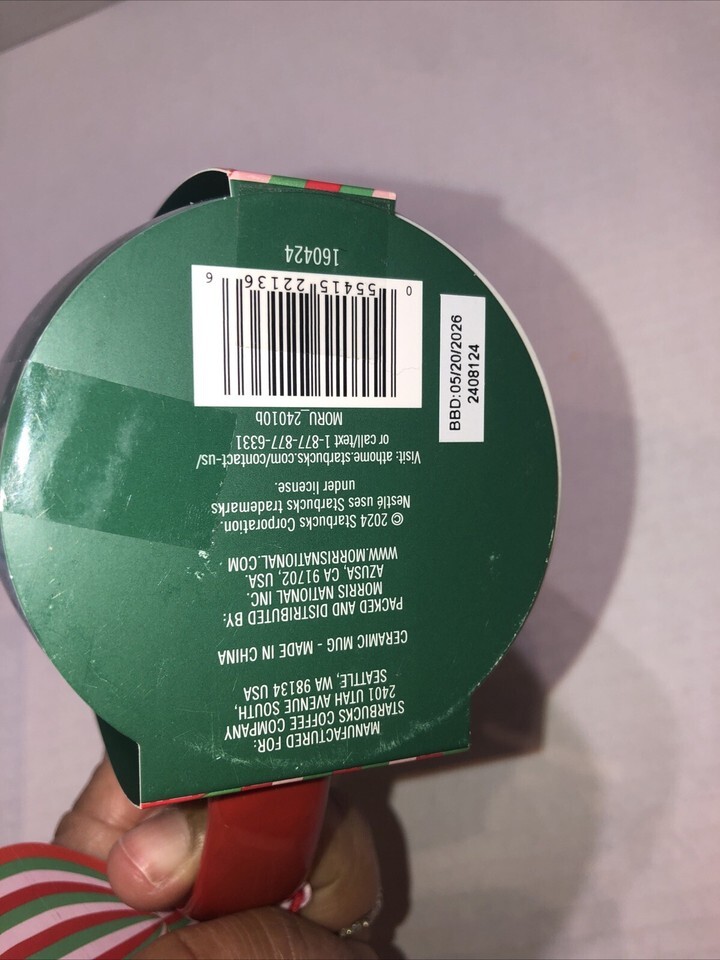 MANUFACTURED FOR:
STARBUCKS COFFEE COMPANY
2401 UTAH AVENUE SOUTH,
SEATTLE, WA 98134 USA
CERAMIC MUG - MADE IN CHINA
PACKED AND DISTRIBUTED BY:
MORRIS NATIONAL INC.
AZUSA, CA 91702, USA.
WWW.MORRISNATIONAL.COM
© 2024 Starbucks Corporation.
Nestlé uses Starbucks trademarks
under license.
Visit: athome.starbucks.com/contact-us/
or call/text 1-877-877-6331
MORU_24010b
0 55415 22136 6
160424
BBD:05/20/2026
2408124